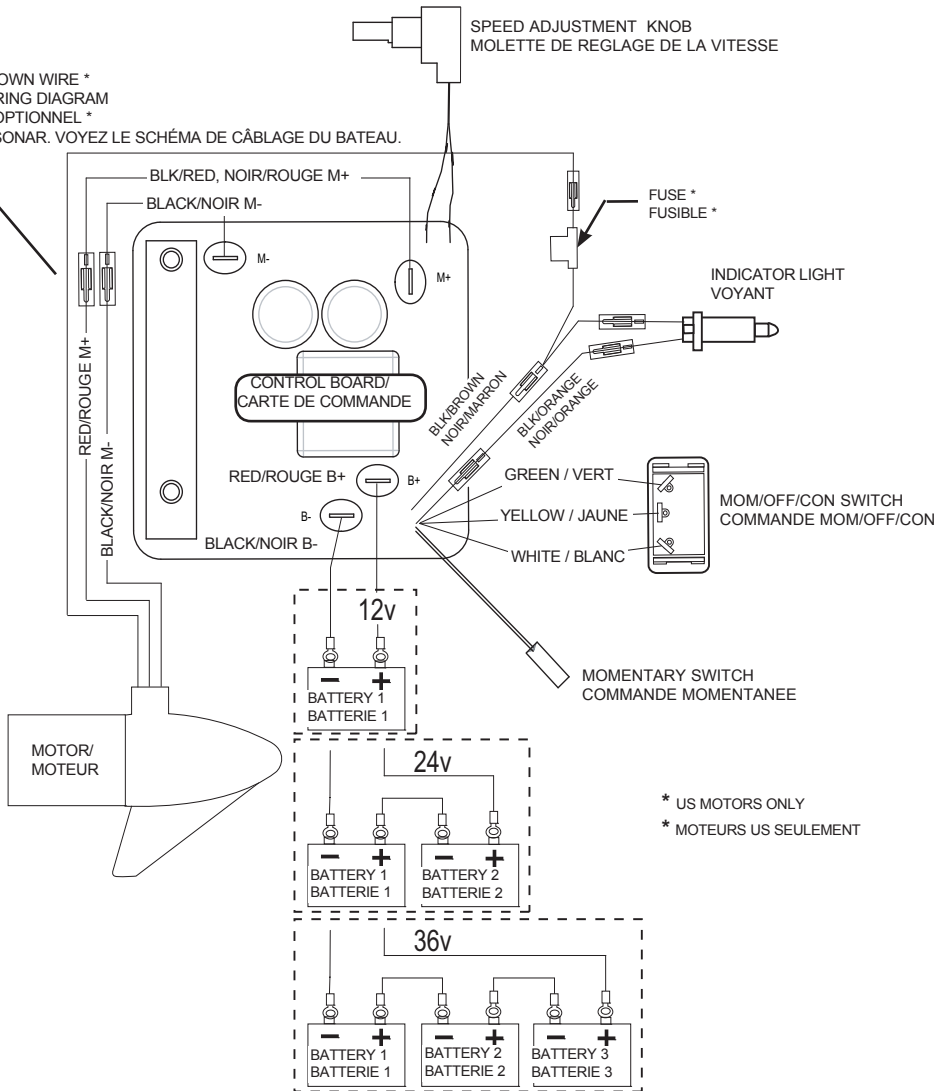 SPEED ADJUSTMENT KNOB
MOLETTE DE REGLAGE DE LA VITESSE
OWN WIRE *
RING DIAGRAM
OPTIONNEL *
SONAR. VOYEZ LE SCHÉMA DE CÂBLAGE DU BATEAU.
BLK/RED, NOIR/ROUGE M+
BLACK/NOIR M-
FUSE *
FUSIBLE *
M-
M+
INDICATOR LIGHT
VOYANT
RED/ROUGE M+
BLACK/NOIR M-
CONTROL BOARD/
CARTE DE COMMANDE
BLK/BROWN
NOIR/MARRON
BLK/ORANGE
NOIR/ORANGE
RED/ROUGE B+
B+
B-
BLACK/NOIR B-
GREEN / VERT
YELLOW / JAUNE
WHITE / BLANC
MOM/OFF/CON SWITCH
COMMANDE MOM/OFF/CON
12v
– +
BATTERY 1
BATTERIE 1
MOMENTARY SWITCH
COMMANDE MOMENTANEE
MOTOR/
MOTEUR
24v
– +
BATTERY 1
BATTERIE 1
– +
BATTERY 2
BATTERIE 2
* US MOTORS ONLY
* MOTEURS US SEULEMENT
36v
– +
BATTERY 1
BATTERIE 1
– +
BATTERY 2
BATTERIE 2
– +
BATTERY 3
BATTERIE 3